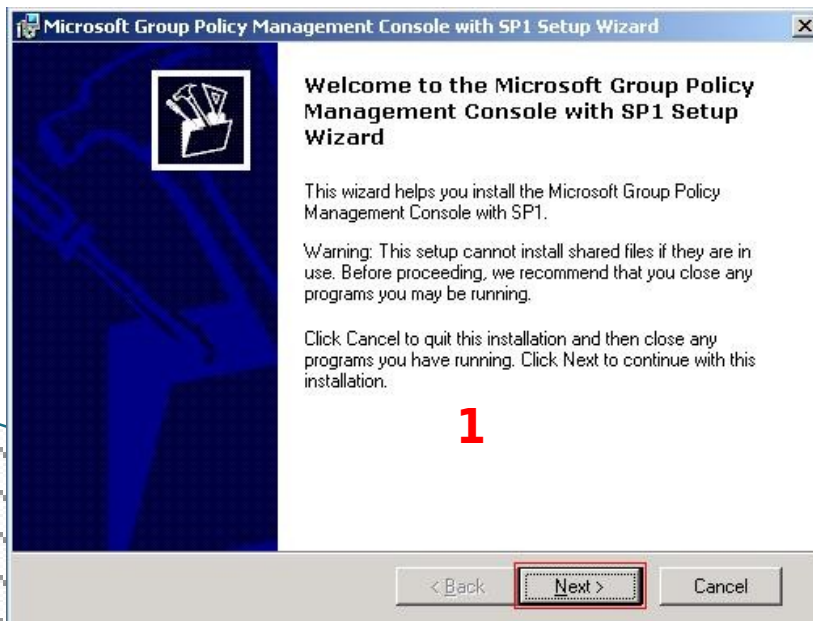 Microsoft Group Policy Management Console with SP1 Setup Wizard
Welcome to the Microsoft Group Policy
Management Console with SP1 Setup
Wizard
This wizard helps you install the Microsoft Group Policy
Management Console with SP1.
Warning: This setup cannot install shared files if they are in
use. Before proceeding, we recommend that you close any
programs you may be running.
Click Cancel to quit this installation and then close any
programs you have running. Click Next to continue with this
installation.
1
< Back Next > Cancel